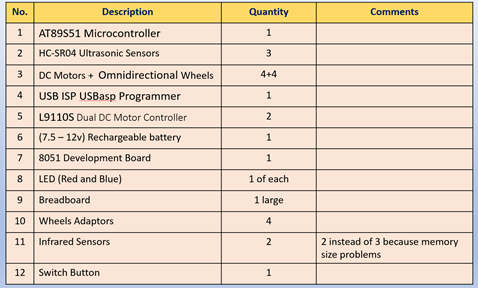 No. Description Quantity Comments
1 AT89S51 Microcontroller 1
2 HC-SR04 Ultrasonic Sensors 3
3 DC Motors + Omnidirectional Wheels 4+4
4 USB ISP USBasp Programmer 1
5 L9110S Dual DC Motor Controller 2
6 (7.5 – 12v) Rechargeable battery 1
7 8051 Development Board 1
8 LED (Red and Blue) 1 of each
9 Breadboard 1 large
10 Wheels Adaptors 4
11 Infrared Sensors 2 2 instead of 3 because memory
size problems
12 Switch Button 1